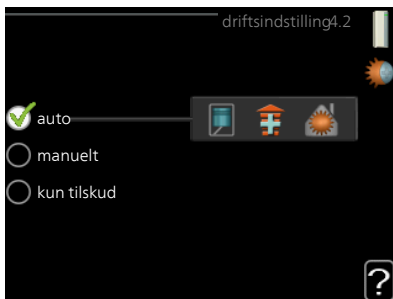 driftsindstilling4.2
auto
manuelt
kun tilskud
?